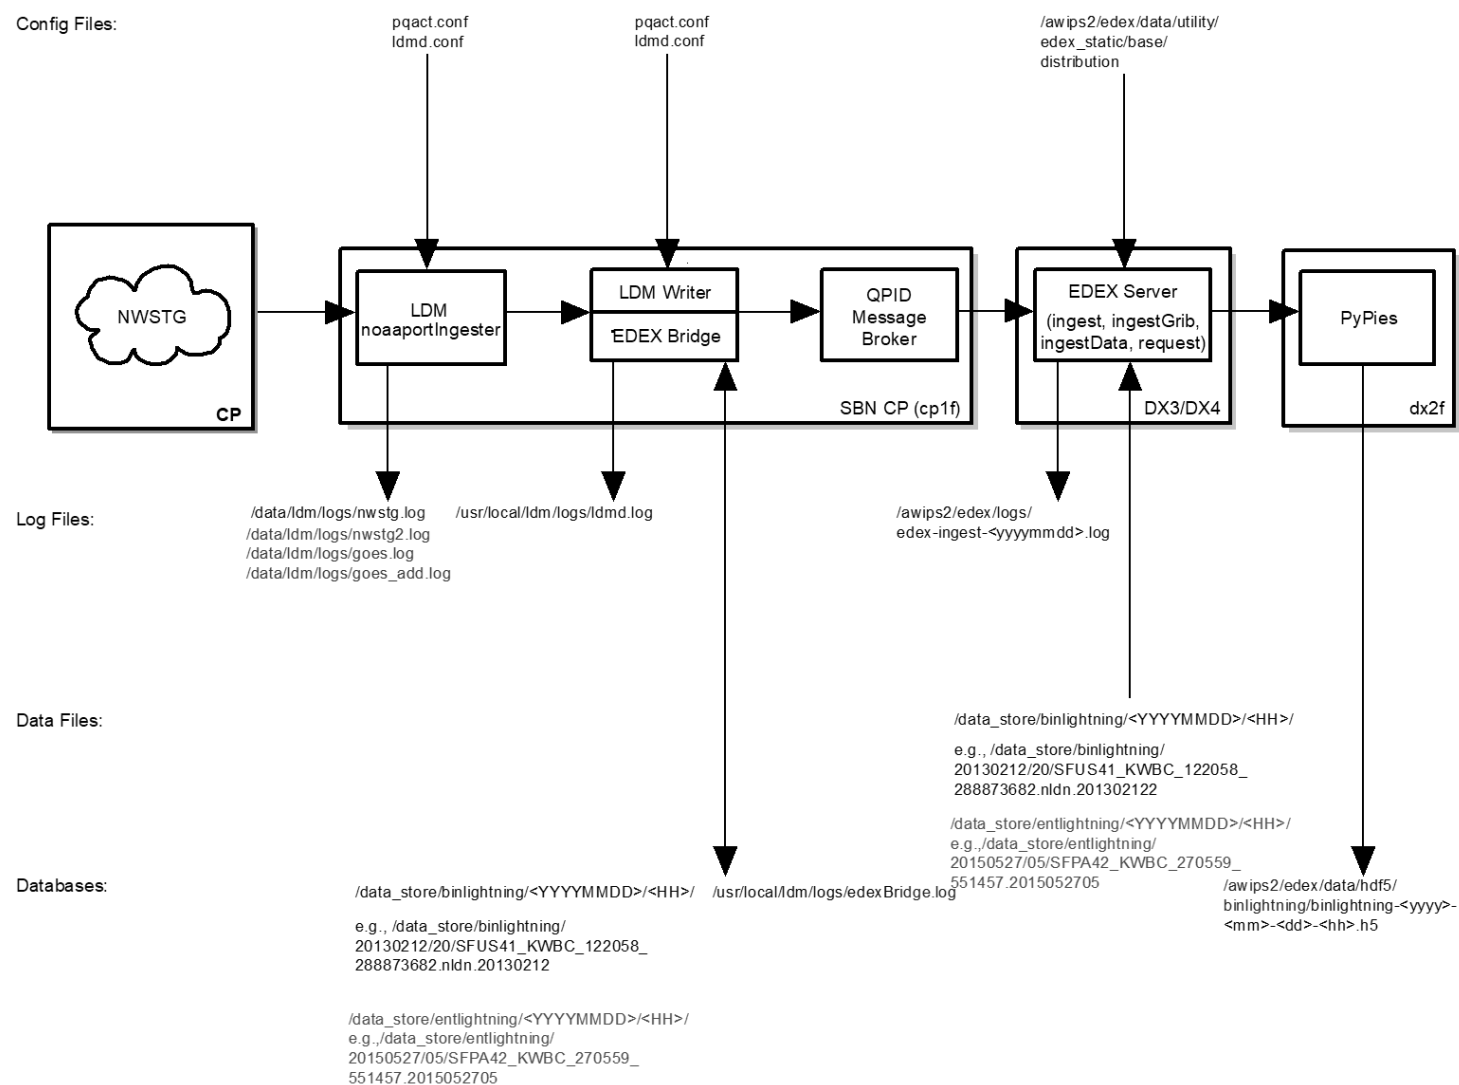 Config Files:
pqact.conf
ldmd.conf
pqact.conf
ldmd.conf
/awips2/edex/data/utility/
edex_static/base/
distribution
NWSTG
CP
LDM
noaaportIngester
LDM Writer
EDEX Bridge
QPID
Message
Broker
SBN CP (cp1f)
EDEX Server
(ingest, ingestGrib,
ingestData, request)
DX3/DX4
PyPies
dx2f
Log Files:
/data/ldm/logs/nwstg.log
/data/ldm/logs/nwstg2.log
/data/ldm/logs/goes.log
/data/ldm/logs/goes_add.log
/usr/local/ldm/logs/ldmd.log
/awips2/edex/logs/
edex-ingest-<yyyymmdd>.log
Data Files:
/data_store/binlightning/<YYYYMMDD>/<HH>/
e.g., /data_store/binlightning/
20130212/20/SFUS41_KWBC_122058_
288873682.nldn.201302122
/data_store/entlightning/<YYYYMMDD>/<HH>/
e.g.,/data_store/entlightning/
20150527/05/SFPA42_KWBC_270559_
551457.2015052705
Databases:
/data_store/binlightning/<YYYYMMDD>/<HH>/
e.g., /data_store/binlightning/
20130212/20/SFUS41_KWBC_122058_
288873682.nldn.20130212
/data_store/entlightning/<YYYYMMDD>/<HH>/
e.g.,/data_store/entlightning/
20150527/05/SFPA42_KWBC_270559_
551457.2015052705
/usr/local/ldm/logs/edexBridge.log
/awips2/edex/data/hdf5/
binlightning/binlightning-<yyyy>-
<mm>-<dd>-<hh>.h5